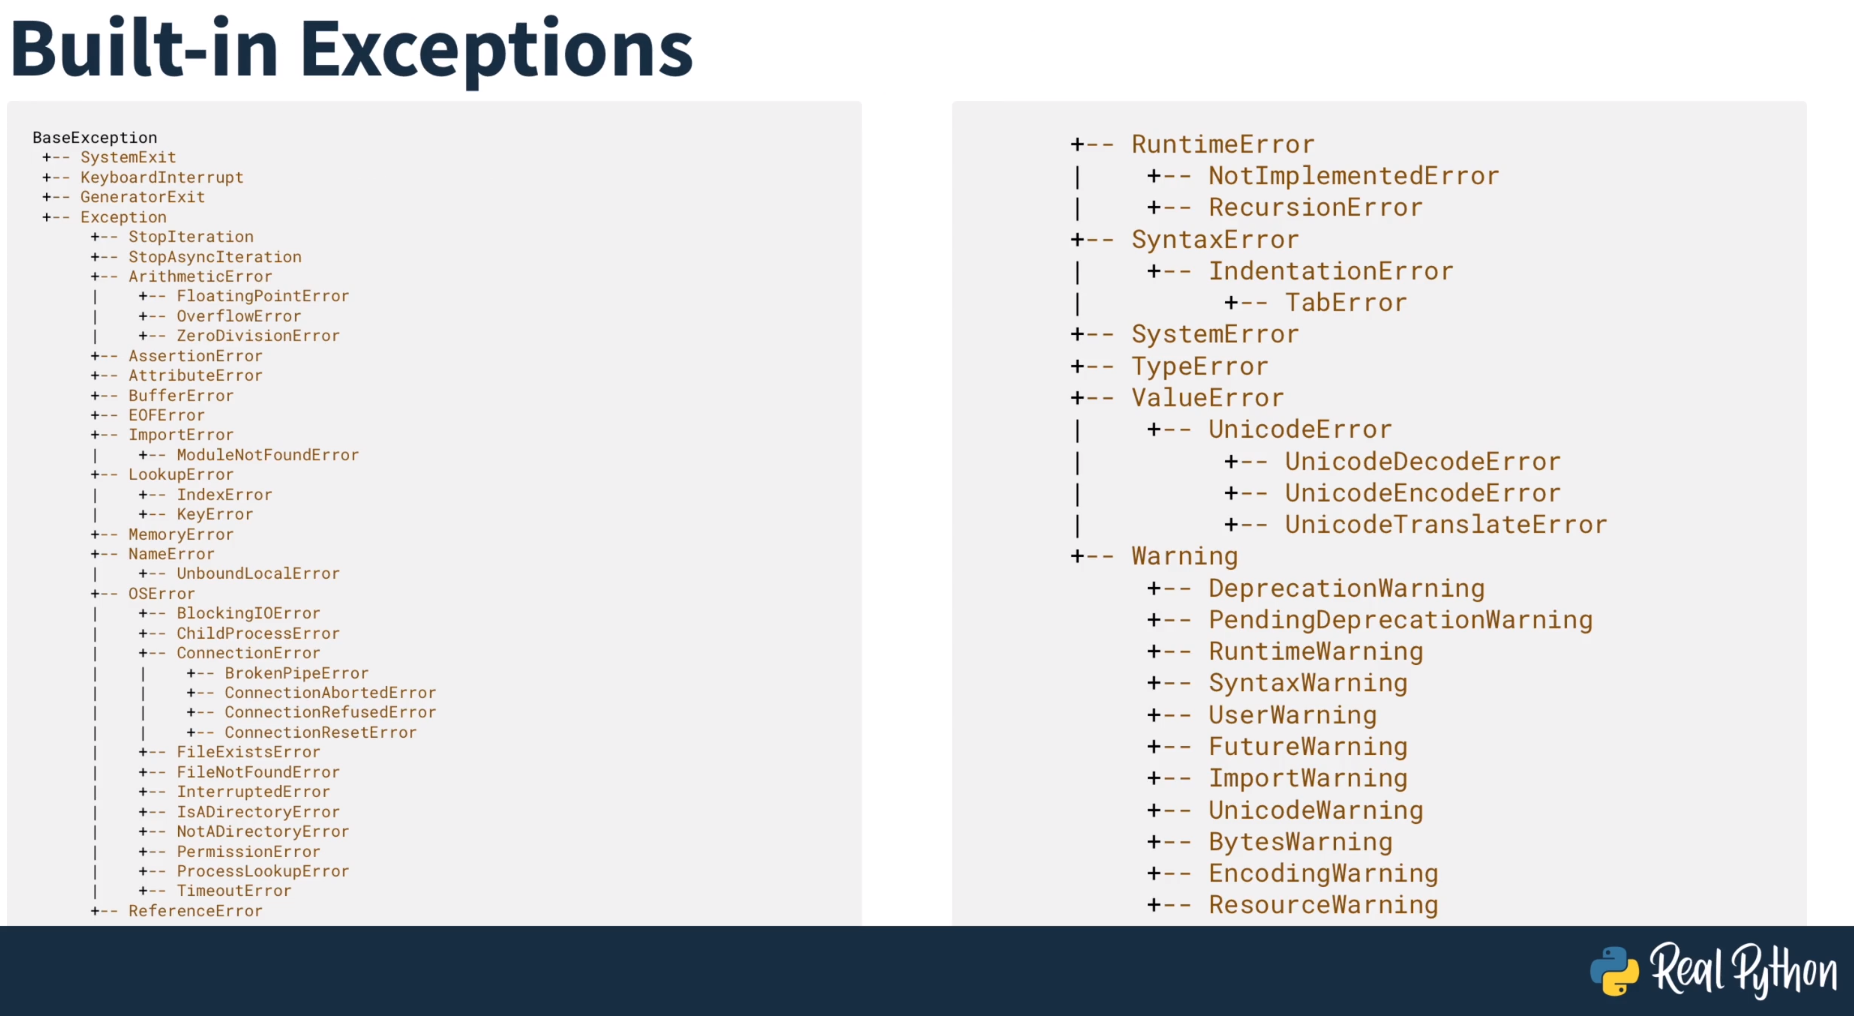 Built-in Exceptions
BaseException
 +-- SystemExit
 +-- KeyboardInterrupt
 +-- GeneratorExit
 +-- Exception
      +-- StopIteration
      +-- StopAsyncIteration
      +-- ArithmeticError
      |    +-- FloatingPointError
      |    +-- OverflowError
      |    +-- ZeroDivisionError
      +-- AssertionError
      +-- AttributeError
      +-- BufferError
      +-- EOFError
      +-- ImportError
      |    +-- ModuleNotFoundError
      +-- LookupError
      |    +-- IndexError
      |    +-- KeyError
      +-- MemoryError
      +-- NameError
      |    +-- UnboundLocalError
      +-- OSError
      |    +-- BlockingIOError
      |    +-- ChildProcessError
      |    +-- ConnectionError
      |    |    +-- BrokenPipeError
      |    |    +-- ConnectionAbortedError
      |    |    +-- ConnectionRefusedError
      |    |    +-- ConnectionResetError
      |    +-- FileExistsError
      |    +-- FileNotFoundError
      |    +-- InterruptedError
      |    +-- IsADirectoryError
      |    +-- NotADirectoryError
      |    +-- PermissionError
      |    +-- ProcessLookupError
      |    +-- TimeoutError
      +-- ReferenceError
      +-- RuntimeError
      |    +-- NotImplementedError
      |    +-- RecursionError
      +-- SyntaxError
      |    +-- IndentationError
      |         +-- TabError
      +-- SystemError
      +-- TypeError
      +-- ValueError
      |    +-- UnicodeError
      |         +-- UnicodeDecodeError
      |         +-- UnicodeEncodeError
      |         +-- UnicodeTranslateError
      +-- Warning
           +-- DeprecationWarning
           +-- PendingDeprecationWarning
           +-- RuntimeWarning
           +-- SyntaxWarning
           +-- UserWarning
           +-- FutureWarning
           +-- ImportWarning
           +-- UnicodeWarning
           +-- BytesWarning
           +-- EncodingWarning
           +-- ResourceWarning
Real Python